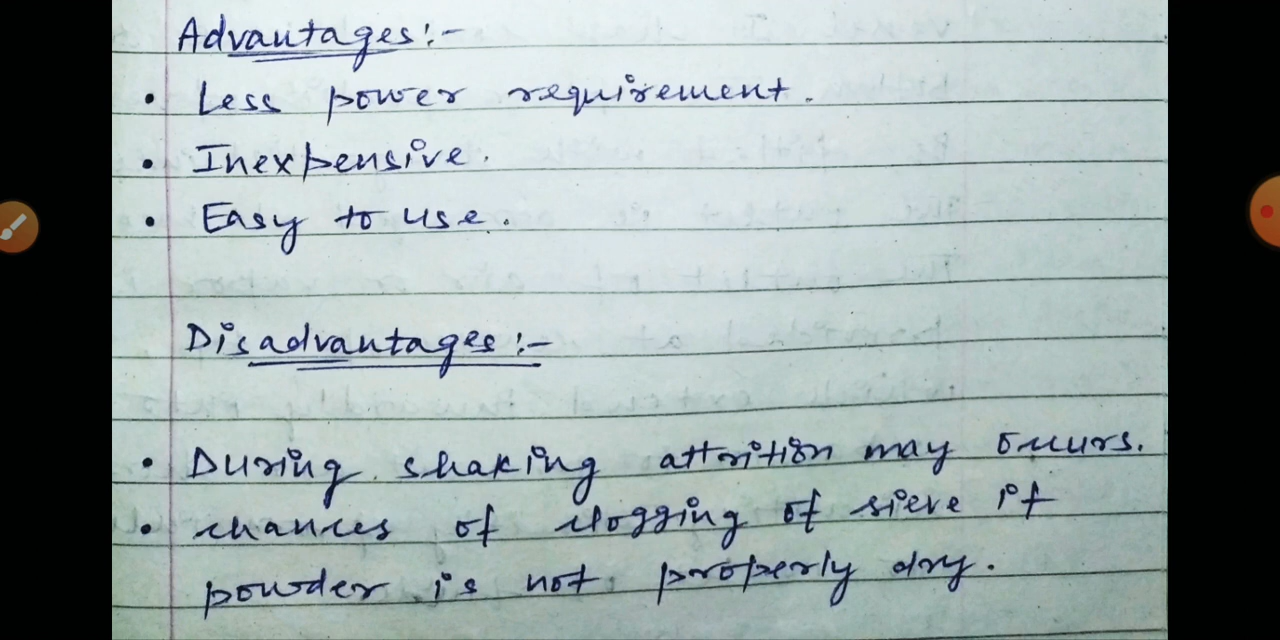 Advantages:-
• Less power requirement.
• Inexpensive.
• Easy to use.
Disadvantages:-
• During shaking attrition may occurs.
• chances of clogging of sieve if
powder is not properly dry.